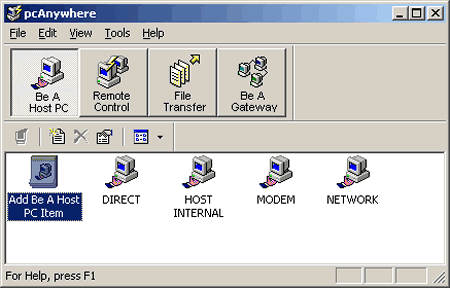 pcAnywhere
File Edit View Tools Help
Be A Host PC
Remote Control
File Transfer
Be A Gateway
Add Be A Host PC Item
DIRECT
HOST INTERNAL
MODEM
NETWORK
For Help, press F1